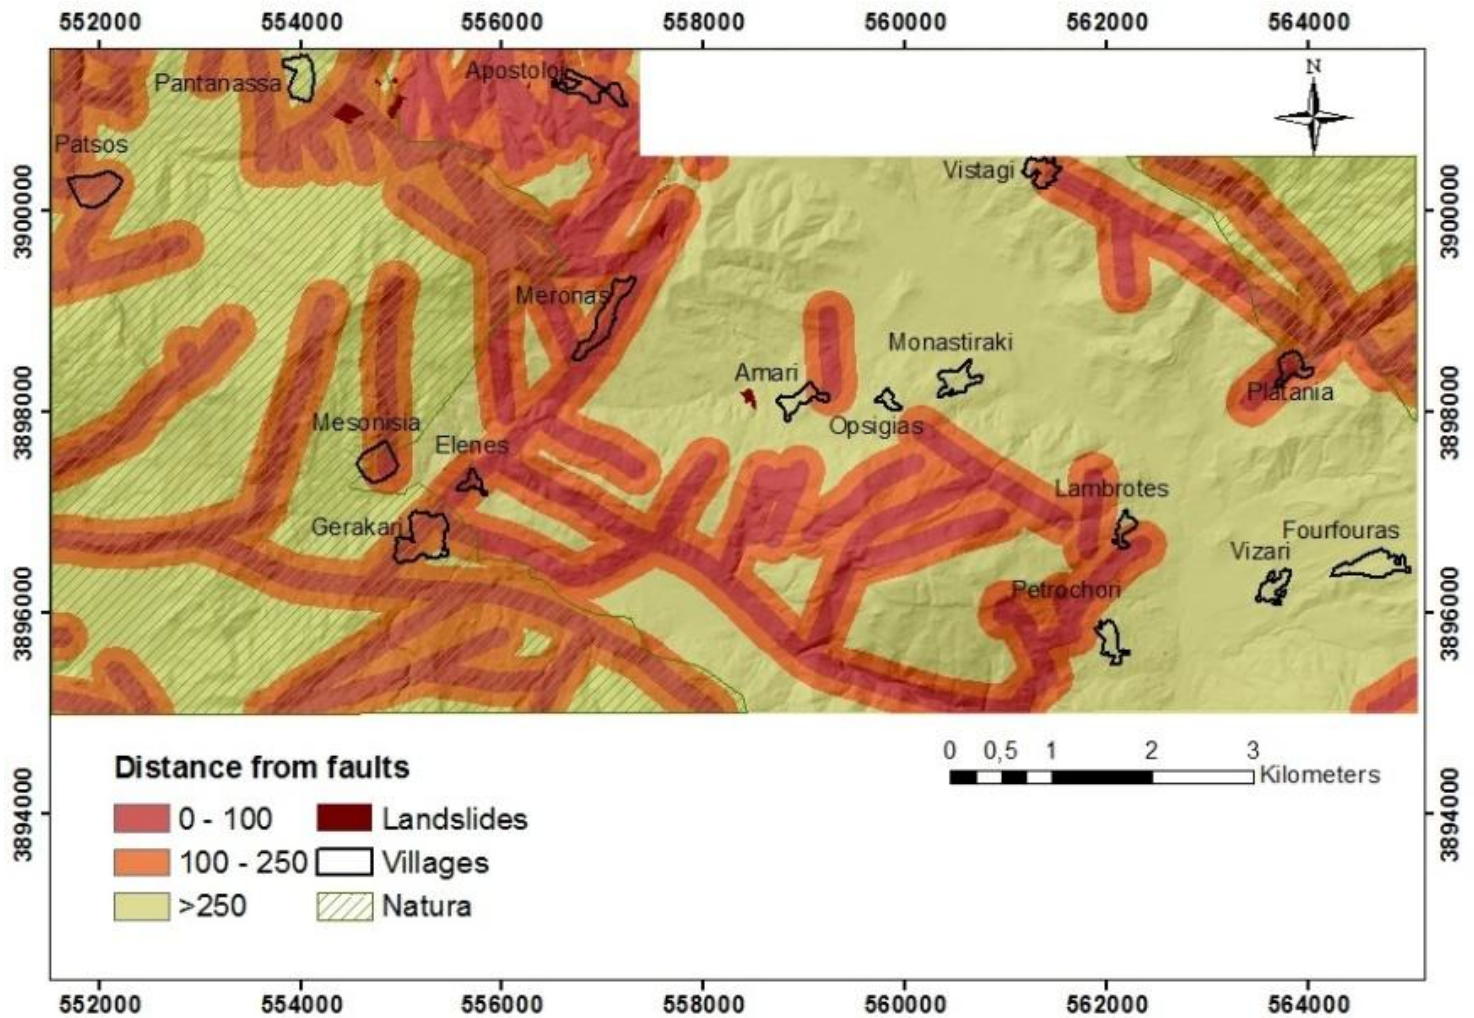 552000 554000 556000 558000 560000 562000 564000
N
Apostoloi
Pantanassa
Patsos
Vistagi
3900000 3900000
Meronas
Monastiraki
Amari
Platania
3898000 3898000
Mesonisia
Opsigias
Elenes
Lambrotes
Gerakari
Fourfouras
Vizari
Petrochori
3896000 3896000
Distance from faults
0 0,5 1 2 3
Kilometers
0 - 100 Landslides
3894000 3894000
100 - 250 Villages
>250 Natura
552000 554000 556000 558000 560000 562000 564000